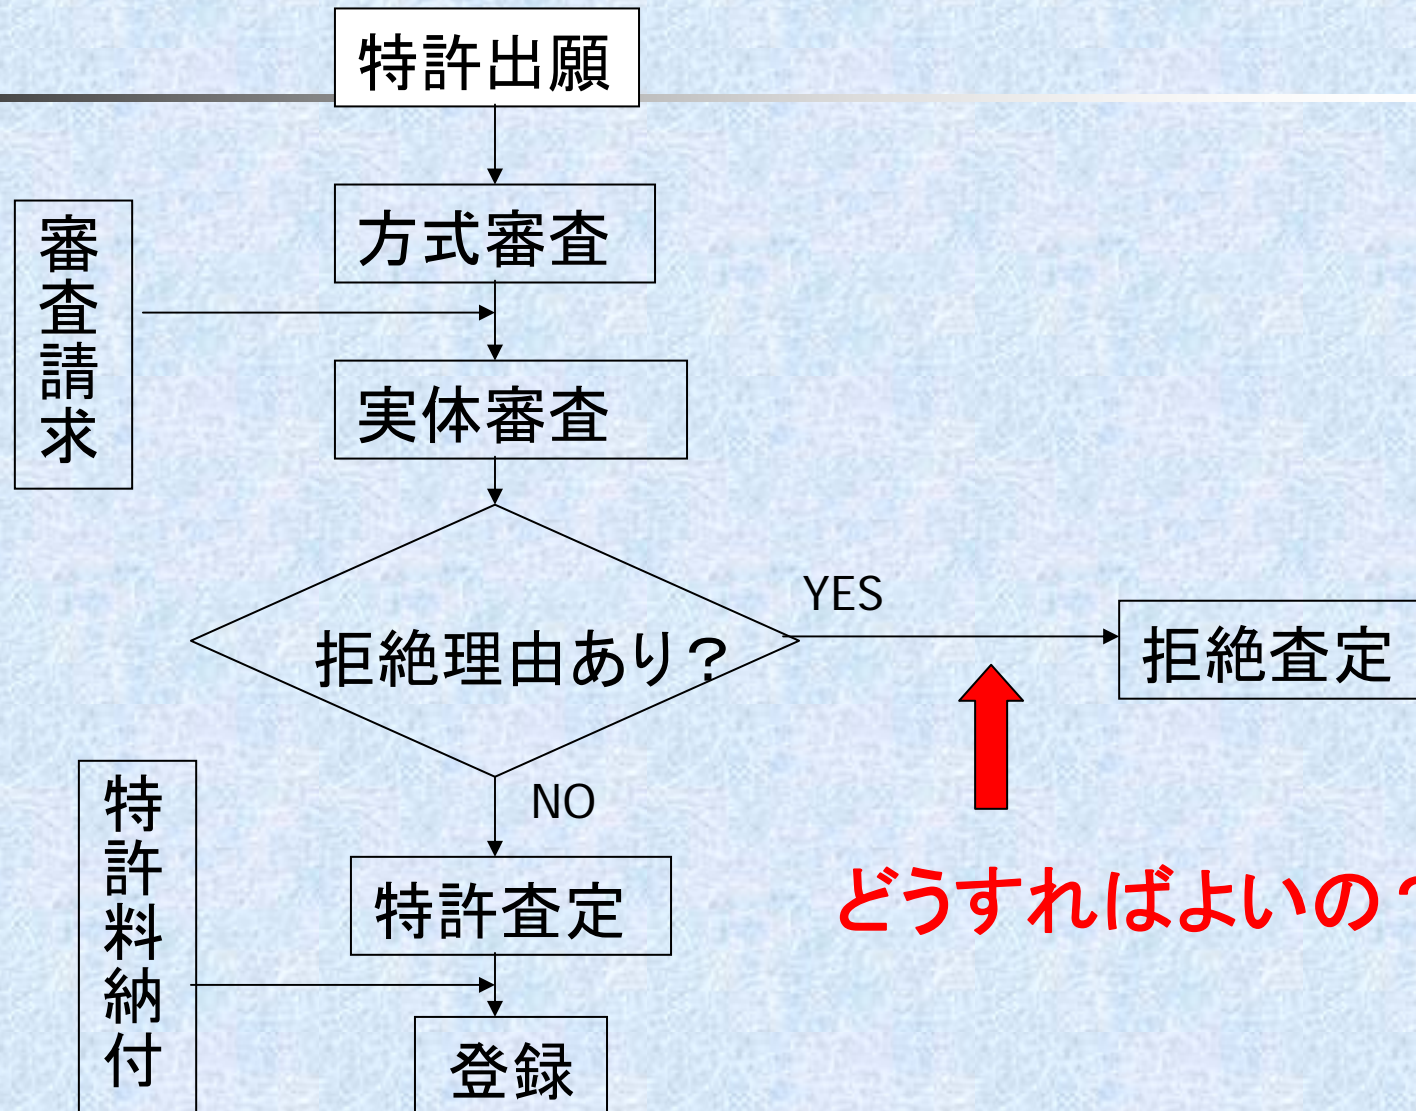 特許出願
方式審査
審査請求
実体審査
拒絶理由あり？
YES
拒絶査定
NO
どうすればよいの？
特許査定
特許料納付
登録